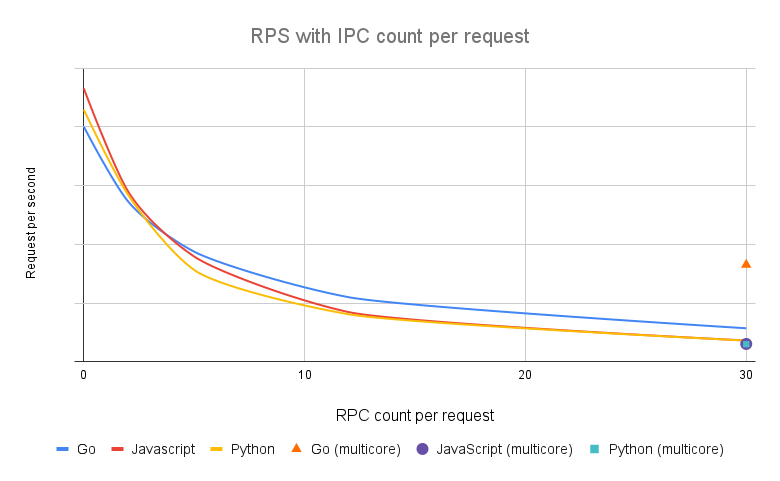 RPS with IPC count per request
Request per second
0
10
20
30
RPC count per request
Go
Javascript
Python
Go (multicore)
JavaScript (multicore)
Python (multicore)